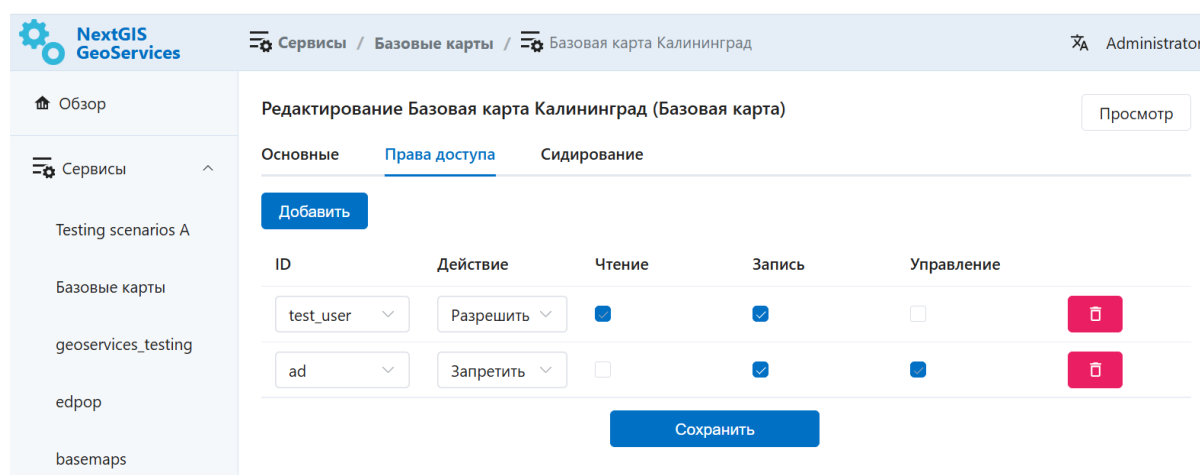 NextGIS
GeoServices
Сервисы / Базовые карты / Базовая карта Калининград
Administrator
Обзор
Сервисы
Testing scenarios A
Базовые карты
geoservices_testing
edpop
basemaps
Редактирование Базовая карта Калининград (Базовая карта)
Просмотр
Основные Права доступа Сидирование
Добавить
ID Действие Чтение Запись Управление
test_user Разрешить
ad Запретить
Сохранить